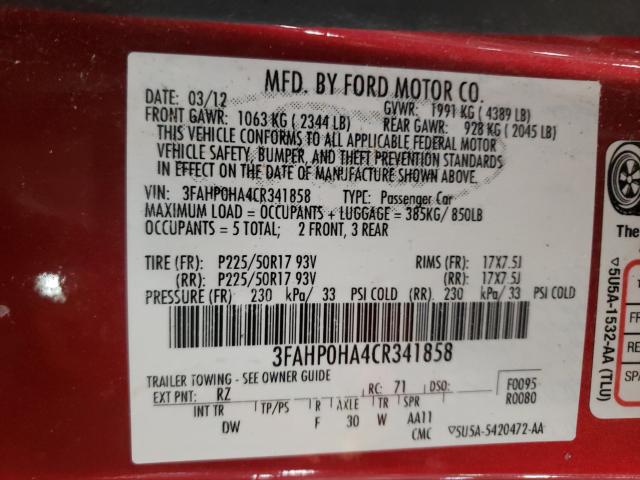 MFD. BY FORD MOTOR CO.
DATE: 03/12 GVWR: 1991 KG ( 4389 LB)
FRONT GAWR: 1063 KG ( 2344 LB) REAR GAWR: 928 KG ( 2045 LB)
THIS VEHICLE CONFORMS TO ALL APPLICABLE FEDERAL MOTOR
VEHICLE SAFETY, BUMPER, AND THEFT PREVENTION STANDARDS
IN EFFECT ON THE DATE OF MANUFACTURE SHOWN ABOVE.
VIN: 3FAHP0HA4CR341858 TYPE: Passenger Car
MAXIMUM LOAD = OCCUPANTS + LUGGAGE = 385KG/ 850LB
OCCUPANTS = 5 TOTAL; 2 FRONT, 3 REAR
TIRE (FR): P225/50R17 93V RIMS (FR): 17X7.5J
(RR): P225/50R17 93V (RR): 17X7.5J
PRESSURE (FR) 230 kPa/ 33 PSI COLD (RR) 230 kPa/ 33 PSI COLD
3FAHP0HA4CR341858
TRAILER TOWING - SEE OWNER GUIDE
EXT PNT: RZ RC: 71 DSO: F0095
R0080
INT TR TP/PS R AXLE TR SPR
DW F 30 W AA11
CMC ▽5U5A-5420472-AA
The
▽5U5A-1532-AA (TLU)
FR
RE
SPA